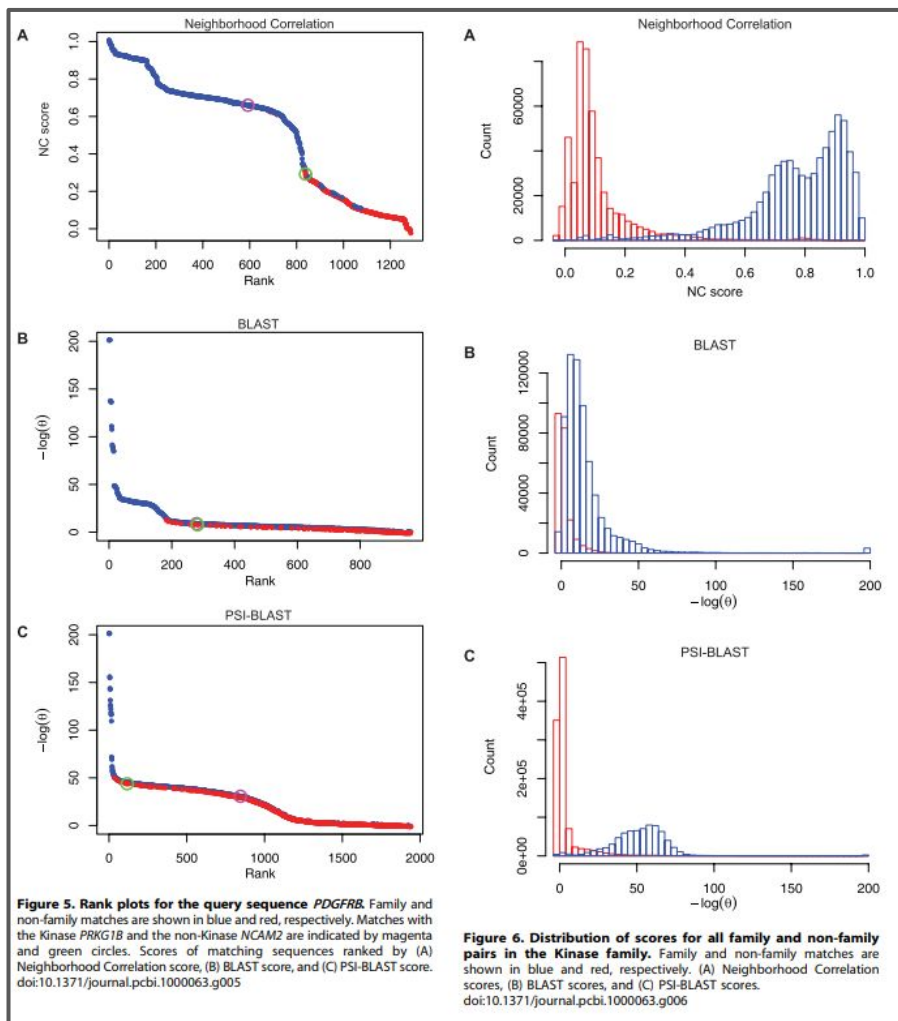 Neighborhood Correlation
A
NC score
1.0
0.8
0.6
0.4
0.2
0.0
0 200 400 600 800 1000 1200
Rank
BLAST
B
−log(θ)
200
150
100
50
0
0 200 400 600 800
Rank
PSI-BLAST
C
−log(θ)
200
150
100
50
0
0 500 1000 1500 2000
Rank
Figure 5. Rank plots for the query sequence PDGFRB. Family and
non-family matches are shown in blue and red, respectively. Matches with
the Kinase PRKG1B and the non-Kinase NCAM2 are indicated by magenta
and green circles. Scores of matching sequences ranked by (A)
Neighborhood Correlation score, (B) BLAST score, and (C) PSI-BLAST score.
doi:10.1371/journal.pcbi.1000063.g005
Neighborhood Correlation
A
Count
60000
20000
0
0.0 0.2 0.4 0.6 0.8 1.0
NC score
BLAST
B
Count
120000
80000
40000
0
0 50 100 150 200
−log(θ)
PSI-BLAST
C
Count
4e+05
2e+05
0e+00
0 50 100 150 200
−log(θ)
Figure 6. Distribution of scores for all family and non-family
pairs in the Kinase family. Family and non-family matches are
shown in blue and red, respectively. (A) Neighborhood Correlation
scores, (B) BLAST scores, and (C) PSI-BLAST scores.
doi:10.1371/journal.pcbi.1000063.g006